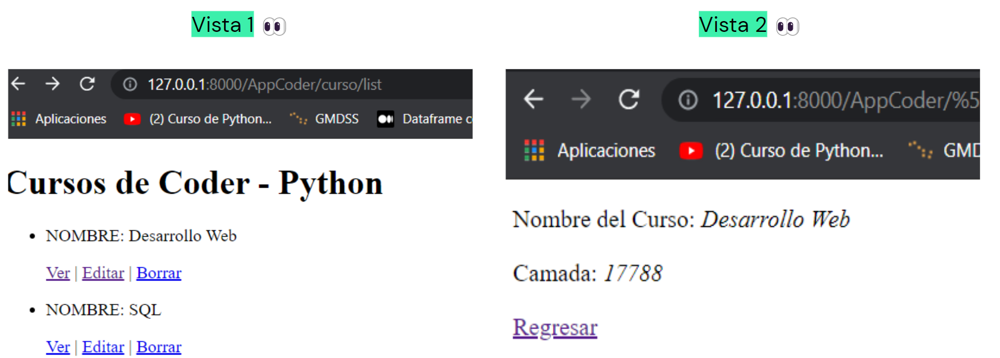 Vista 1 👀
127.0.0.1:8000/AppCoder/curso/list
Aplicaciones (2) Curso de Python... GMDSS Dataframe c
Cursos de Coder - Python
• NOMBRE: Desarrollo Web
Ver | Editar | Borrar
• NOMBRE: SQL
Ver | Editar | Borrar
Vista 2 👀
127.0.0.1:8000/AppCoder/%5
Aplicaciones (2) Curso de Python... GMD
Nombre del Curso: Desarrollo Web
Camada: 17788
Regresar